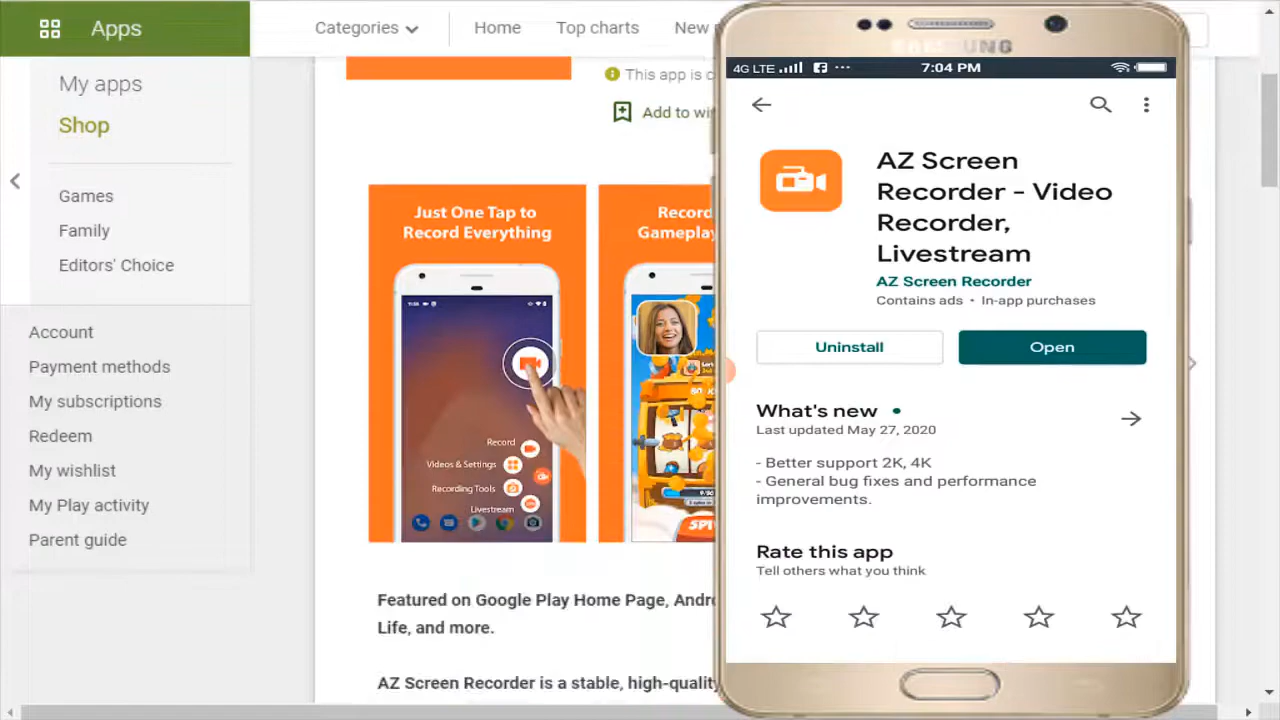 Apps
Categories
Home
Top charts
New
My apps
Shop
Games
Family
Editors' Choice
Account
Payment methods
My subscriptions
Redeem
My wishlist
My Play activity
Parent guide
This app is c
Add to wi
Just One Tap to
Record Everything
Record
Videos & Settings
Recording Tools
Livestream
Record
Gameplay
Featured on Google Play Home Page, Andro
Life, and more.
AZ Screen Recorder is a stable, high-quality
SAMSUNG
4G LTE
7:04 PM
AZ Screen
Recorder - Video
Recorder,
Livestream
AZ Screen Recorder
Contains ads • In-app purchases
Uninstall
Open
What's new •
Last updated May 27, 2020
- Better support 2K, 4K
- General bug fixes and performance
improvements.
Rate this app
Tell others what you think